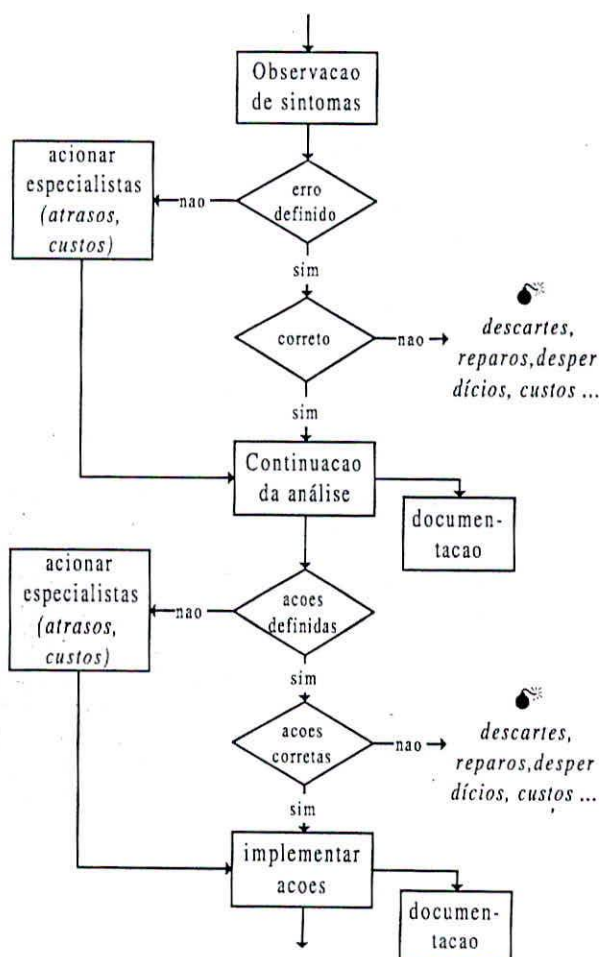 Observacao
de sintomas
acionar
especialistas
(atrasos,
custos)
nao
erro
definido
sim
correto
nao
descartes,
reparos,desper
dícios, custos ...
sim
Continuacao
da análise
documen-
tacao
acionar
especialistas
(atrasos,
custos)
nao
acoes
definidas
sim
acoes
corretas
nao
descartes,
reparos,desper
dícios, custos ...
sim
implementar
acoes
documen-
tacao